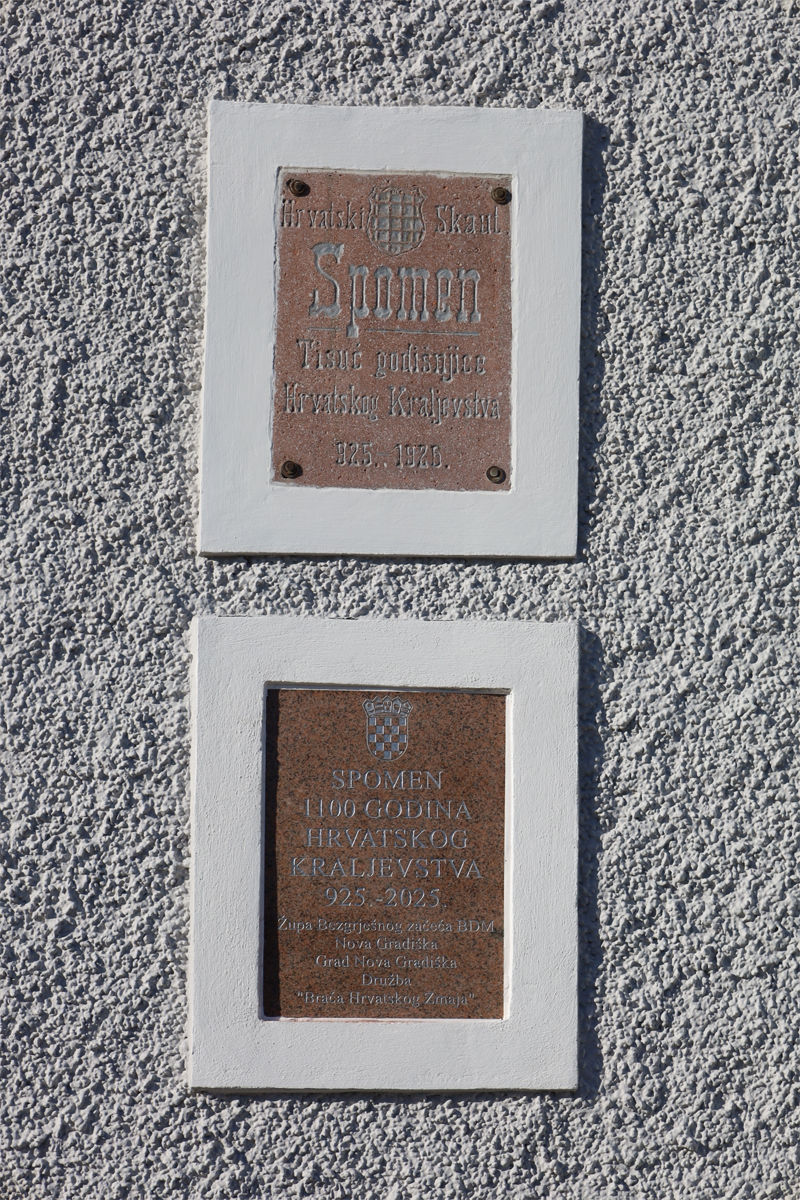 Hrvatski Skaut.
Spomen
Tisuć godišnjice
Hrvatskog Kraljevstva
925.-1925.
SPOMEN
1100 GODINA
HRVATSKOG
KRALJEVSTVA
925.-2025.
Župa Bezgrješnog začeća BDM
Nova Gradiška
Grad Nova Gradiška
Družba
"Braća Hrvatskog Zmaja"